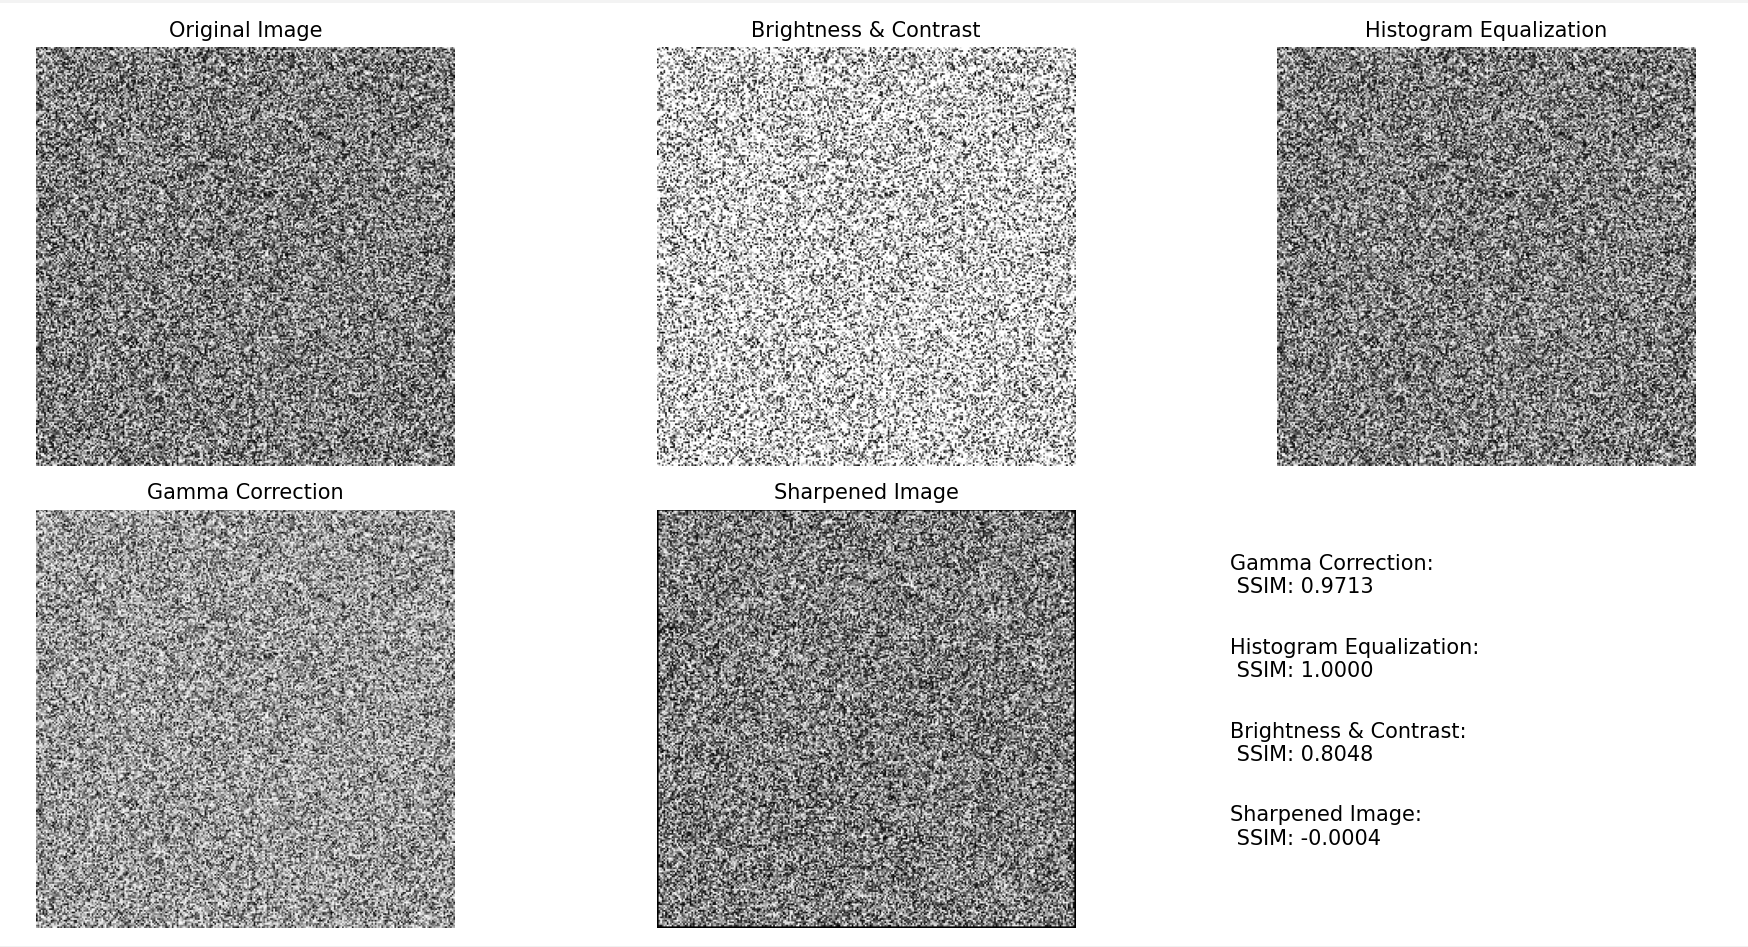 Original Image
Brightness & Contrast
Histogram Equalization
Gamma Correction
Sharpened Image
Gamma Correction:
SSIM: 0.9713
Histogram Equalization:
SSIM: 1.0000
Brightness & Contrast:
SSIM: 0.8048
Sharpened Image:
SSIM: -0.0004